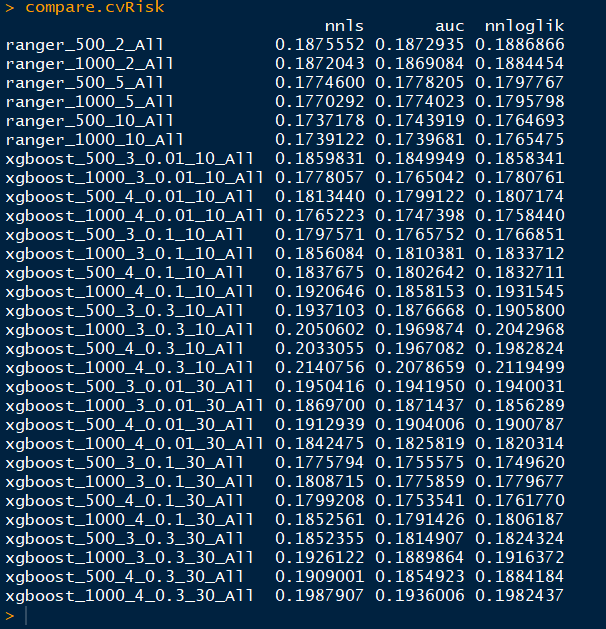 > compare.cvRisk
nnls auc nnloglik
ranger_500_2_All 0.1875552 0.1872935 0.1886866
ranger_1000_2_All 0.1872043 0.1869084 0.1884454
ranger_500_5_All 0.1774600 0.1778205 0.1797767
ranger_1000_5_All 0.1770292 0.1774023 0.1795798
ranger_500_10_All 0.1737178 0.1743919 0.1764693
ranger_1000_10_All 0.1739122 0.1739681 0.1765475
xgboost_500_3_0.01_10_All 0.1859831 0.1849949 0.1858341
xgboost_1000_3_0.01_10_All 0.1778057 0.1765042 0.1780761
xgboost_500_4_0.01_10_All 0.1813440 0.1799122 0.1807174
xgboost_1000_4_0.01_10_All 0.1765223 0.1747398 0.1758440
xgboost_500_3_0.1_10_All 0.1797571 0.1765752 0.1766851
xgboost_1000_3_0.1_10_All 0.1856084 0.1810381 0.1833712
xgboost_500_4_0.1_10_All 0.1837675 0.1802642 0.1832711
xgboost_1000_4_0.1_10_All 0.1920646 0.1858153 0.1931545
xgboost_500_3_0.3_10_All 0.1937103 0.1876668 0.1905800
xgboost_1000_3_0.3_10_All 0.2050602 0.1969874 0.2042968
xgboost_500_4_0.3_10_All 0.2033055 0.1967082 0.1982824
xgboost_1000_4_0.3_10_All 0.2140756 0.2078659 0.2119499
xgboost_500_3_0.01_30_All 0.1950416 0.1941950 0.1940031
xgboost_1000_3_0.01_30_All 0.1869700 0.1871437 0.1856289
xgboost_500_4_0.01_30_All 0.1912939 0.1904006 0.1900787
xgboost_1000_4_0.01_30_All 0.1842475 0.1825819 0.1820314
xgboost_500_3_0.1_30_All 0.1775794 0.1755575 0.1749620
xgboost_1000_3_0.1_30_All 0.1808715 0.1775859 0.1779677
xgboost_500_4_0.1_30_All 0.1799208 0.1753541 0.1761770
xgboost_1000_4_0.1_30_All 0.1852561 0.1791426 0.1806187
xgboost_500_3_0.3_30_All 0.1852355 0.1814907 0.1824324
xgboost_1000_3_0.3_30_All 0.1926122 0.1889864 0.1916372
xgboost_500_4_0.3_30_All 0.1909001 0.1854923 0.1884184
xgboost_1000_4_0.3_30_All 0.1987907 0.1936006 0.1982437
>